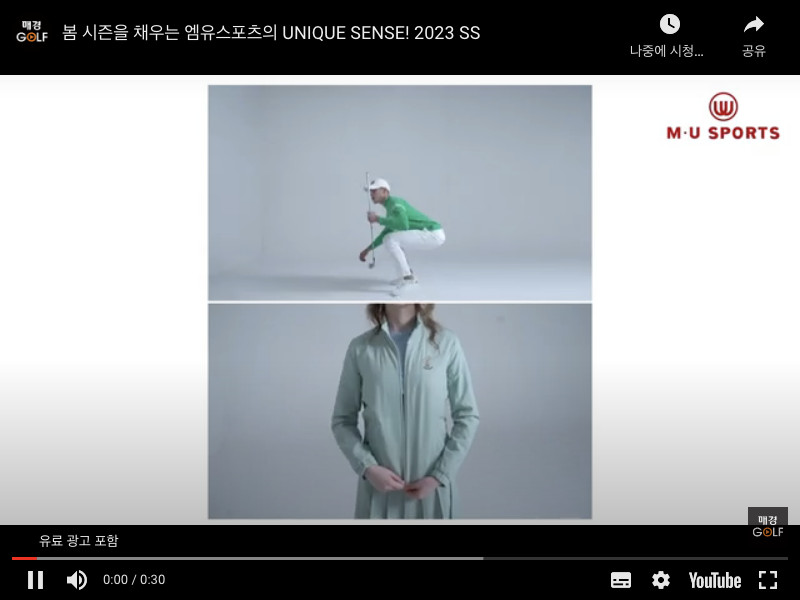 매경
GOLF
봄 시즌을 채우는 엠유스포츠의 UNIQUE SENSE! 2023 SS
나중에 시청...
공유
M·U SPORTS
매경
GOLF
유료 광고 포함
0:00 / 0:30
YouTube